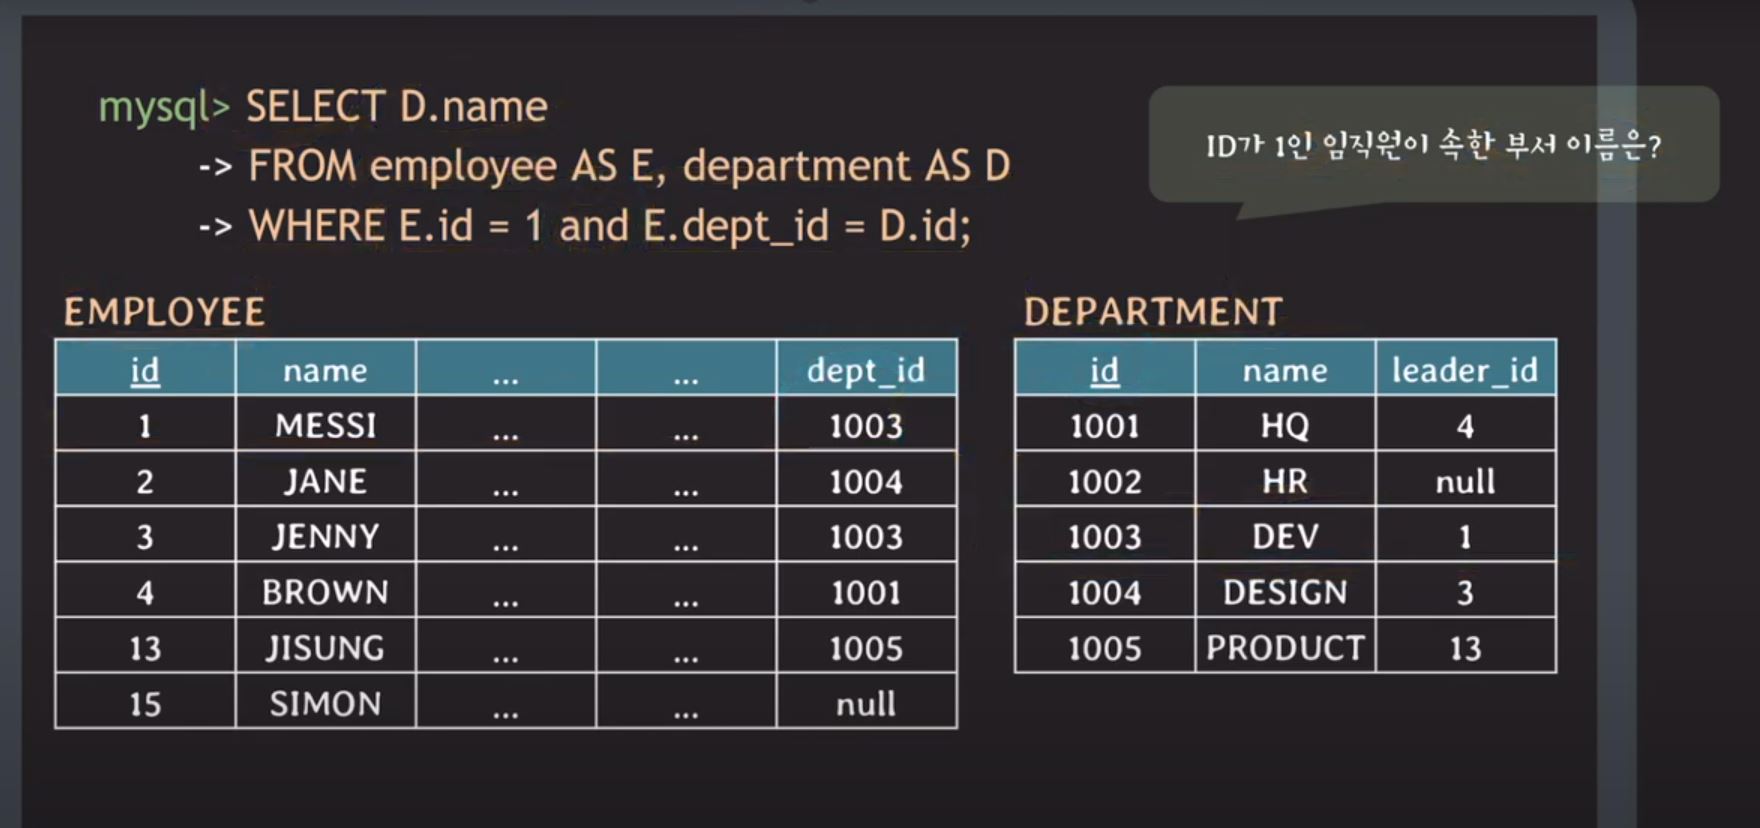 mysql> SELECT D.name
-> FROM employee AS E, department AS D
-> WHERE E.id = 1 and E.dept_id = D.id;
ID가 1인 임직원이 속한 부서 이름은?
EMPLOYEE
id name ... ... dept_id
1 MESSI ... ... 1003
2 JANE ... ... 1004
3 JENNY ... ... 1003
4 BROWN ... ... 1001
13 JISUNG ... ... 1005
15 SIMON ... ... null
DEPARTMENT
id name leader_id
1001 HQ 4
1002 HR null
1003 DEV 1
1004 DESIGN 3
1005 PRODUCT 13